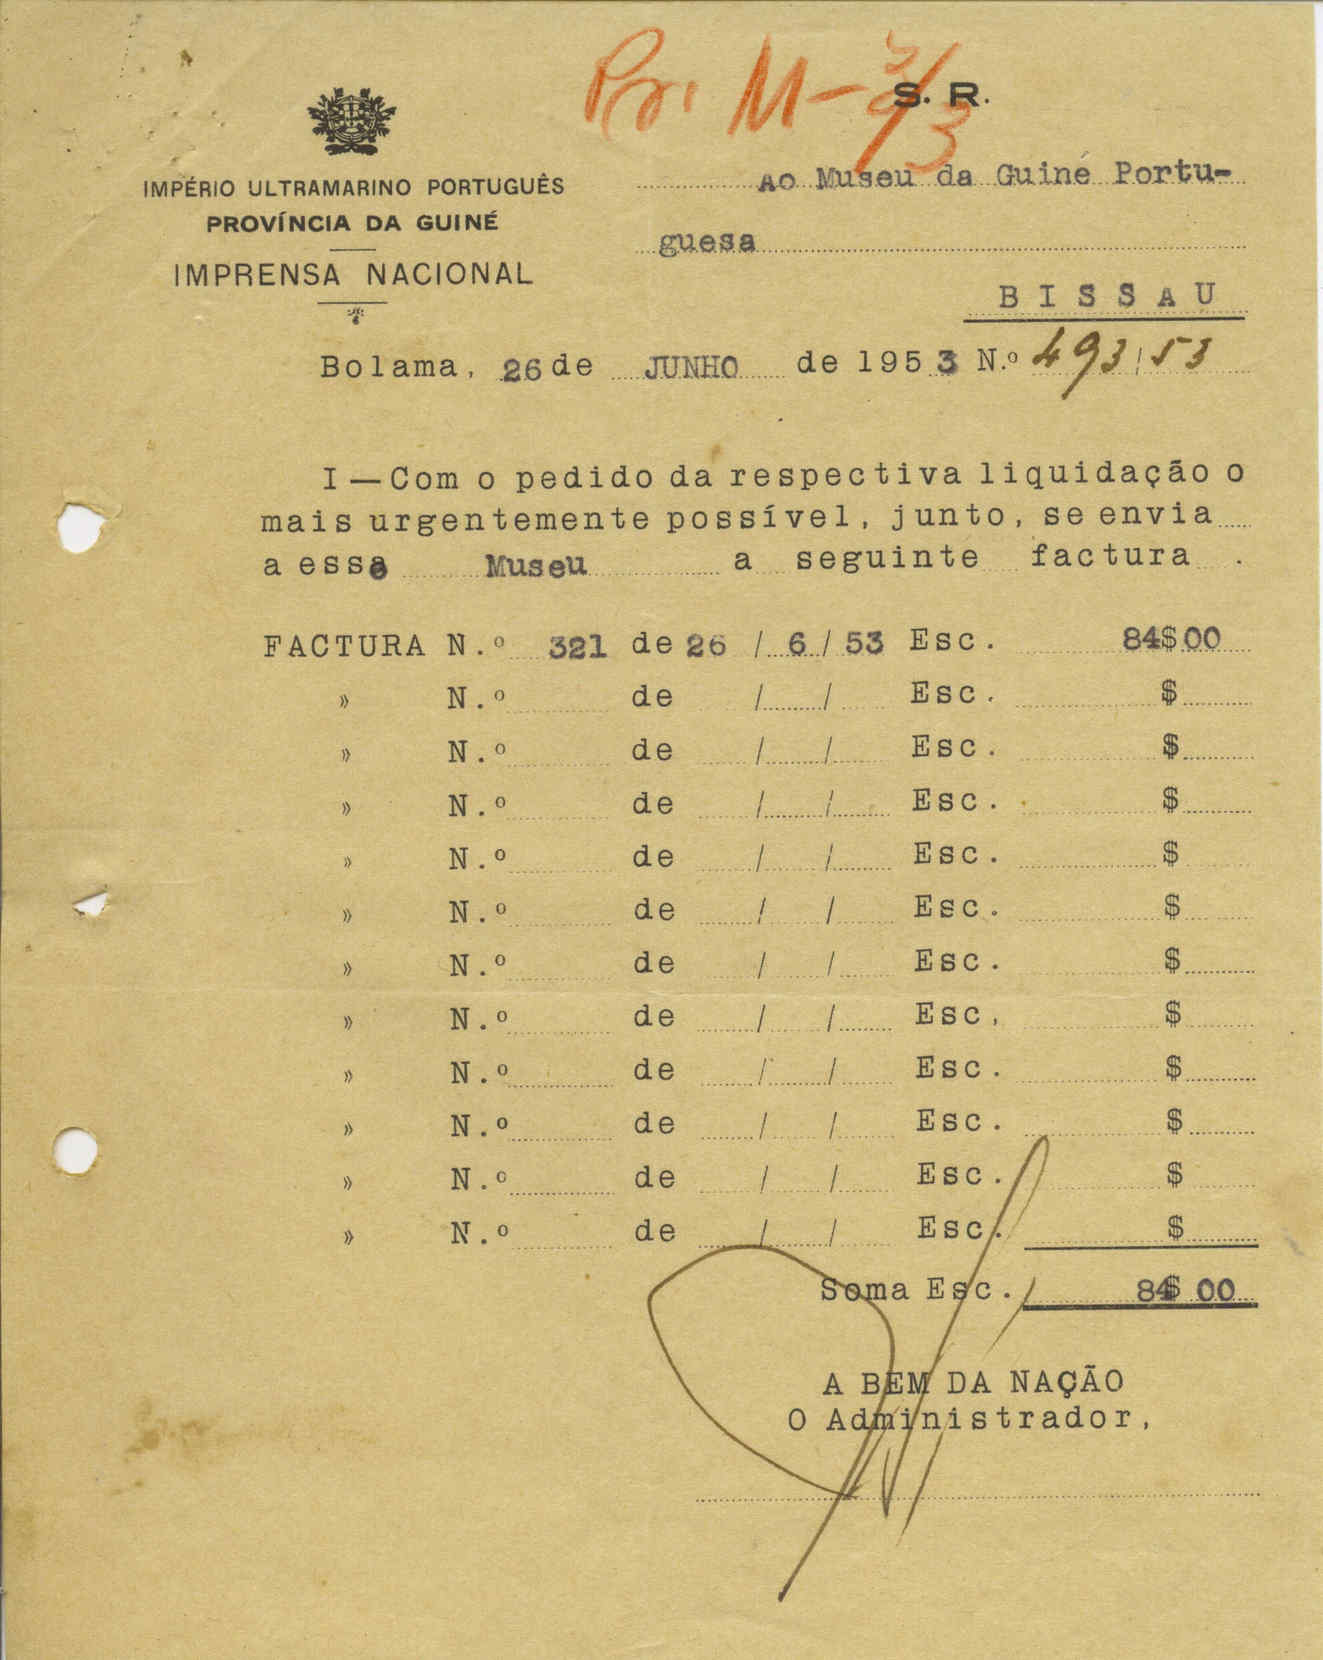 Pr. M-3/3
S. R.
IMPÉRIO ULTRAMARINO PORTUGUÊS
PROVÍNCIA DA GUINÉ
IMPRENSA NACIONAL
Ao Museu da Guiné Portu-
guesa
BISSAU
Bolama, 26 de JUNHO de 1953 N.º 493/53
I — Com o pedido da respectiva liquidação o
mais urgentemente possível, junto, se envia
a esse Museu a seguinte factura .
FACTURA N.º 321 de 26 / 6 / 53 Esc. 84$00
» N.º de / / Esc. $
» N.º de / / Esc. $
» N.º de / / Esc. $
» N.º de / / Esc. $
» N.º de / / Esc. $
» N.º de / / Esc. $
» N.º de / / Esc. $
» N.º de / / Esc. $
» N.º de / / Esc. $
» N.º de / / Esc. $
» N.º de / / Esc. $
Soma Esc. 84$00
A BEM DA NAÇÃO
O Administrador,